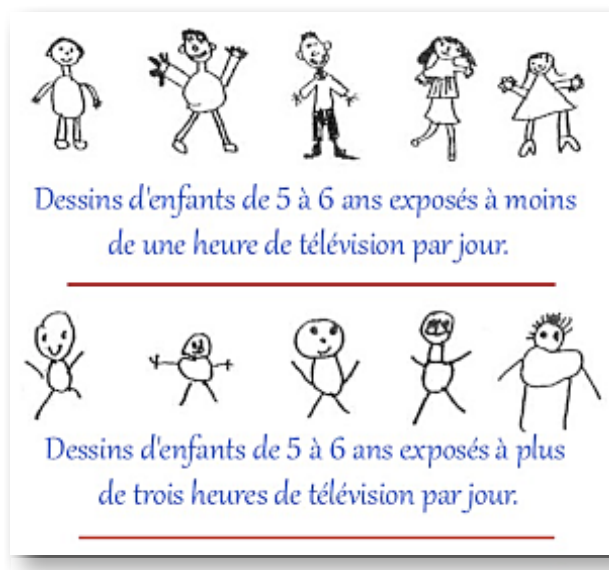 Dessins d'enfants de 5 à 6 ans exposés à moins
de une heure de télévision par jour.
Dessins d'enfants de 5 à 6 ans exposés à plus
de trois heures de télévision par jour.